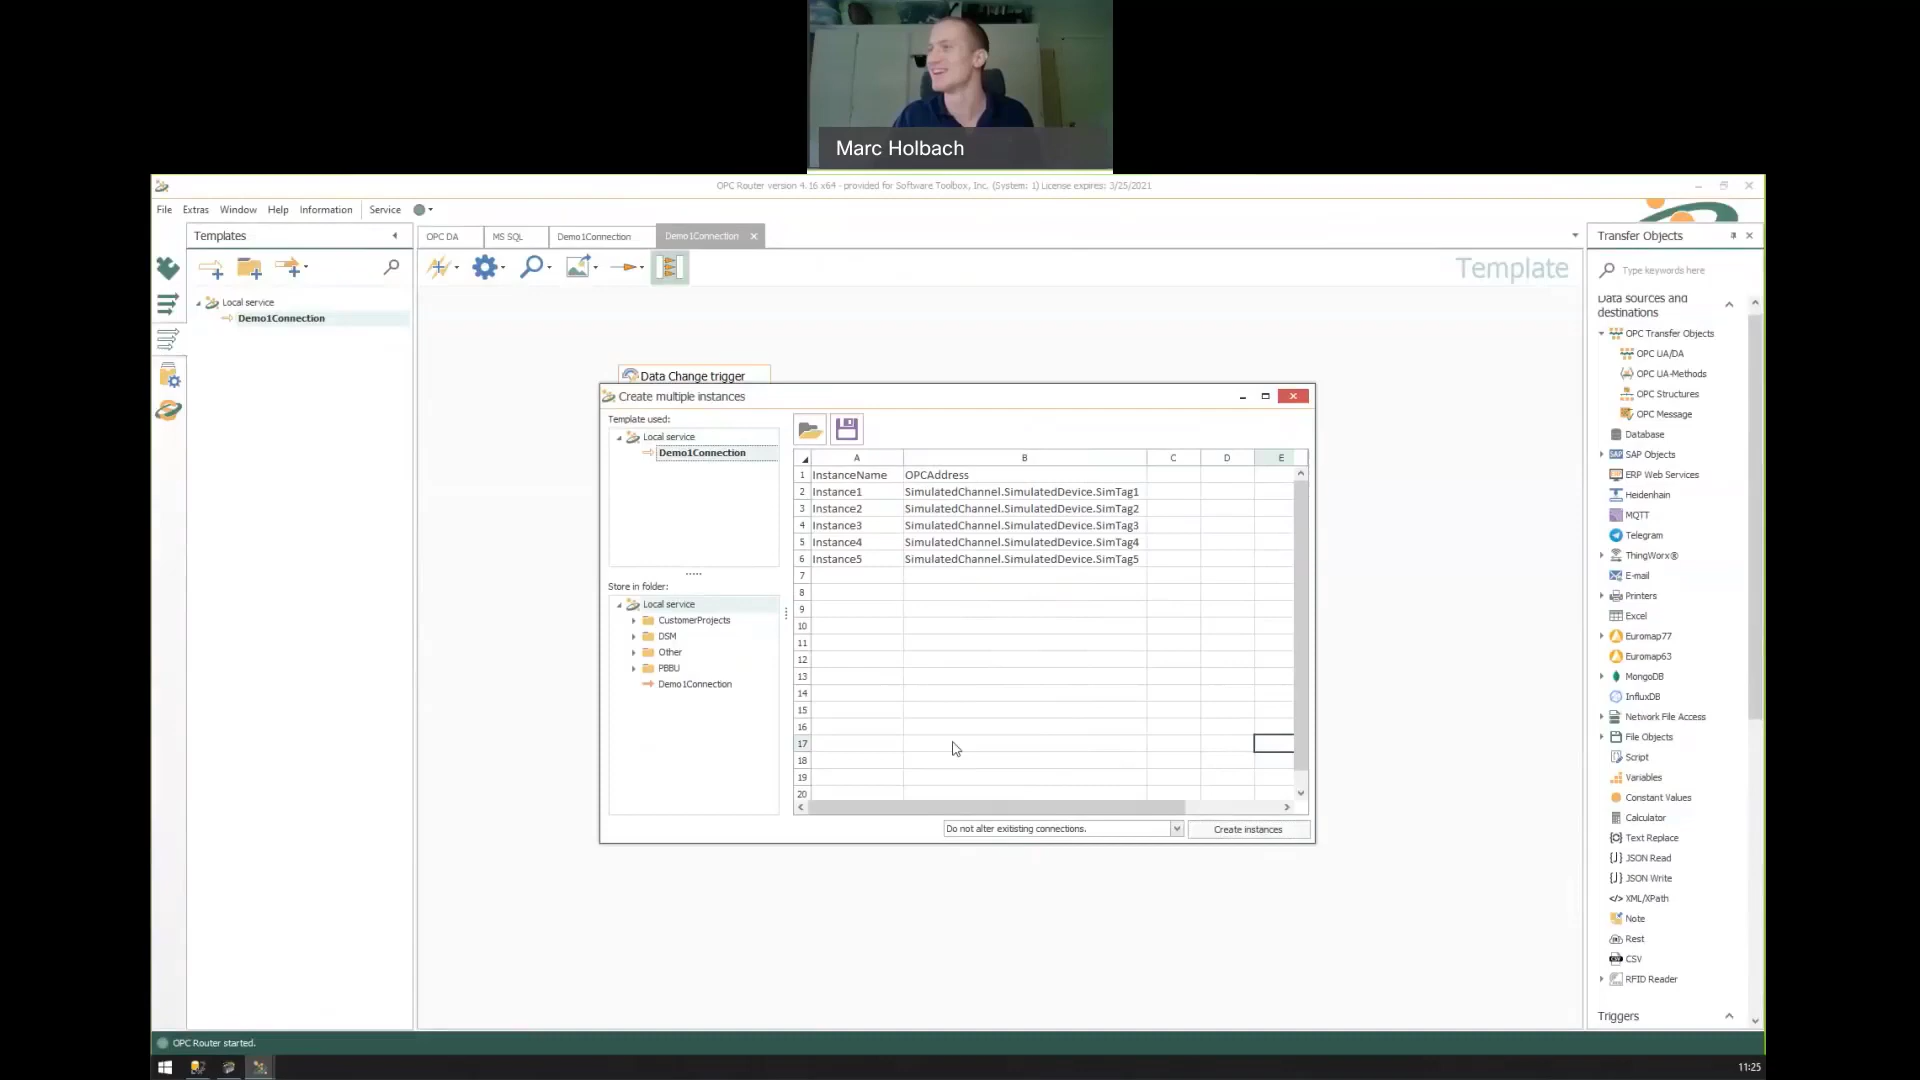 Marc Holbach
OPC Router version 4.16 x64 - provided for Software Toolbox, Inc. (System: 1) License expires: 3/25/2021
File Extras Window Help Information Service
Templates
OPC DA MS SQL Demo1Connection Demo1Connection
Transfer Objects
Template
Type keywords here
Local service
Demo1Connection
Data sources and
destinations
OPC Transfer Objects
OPC UA/DA
OPC UA-Methods
OPC Structures
OPC Message
Database
SAP Objects
ERP Web Services
Heidenhain
MQTT
Telegram
ThingWorx®
E-mail
Printers
Excel
Euromap77
Euromap63
MongoDB
InfluxDB
Network File Access
File Objects
Script
Variables
Constant Values
Calculator
Text Replace
JSON Read
JSON Write
XML/XPath
Note
Rest
CSV
RFID Reader
Triggers
Data Change trigger
Create multiple instances
Template used:
Local service
Demo1Connection
Store in folder:
Local service
CustomerProjects
DSM
Other
PBBU
Demo1Connection
A B C D E
1 InstanceName OPCAddress
2 Instance1 SimulatedChannel.SimulatedDevice.SimTag1
3 Instance2 SimulatedChannel.SimulatedDevice.SimTag2
4 Instance3 SimulatedChannel.SimulatedDevice.SimTag3
5 Instance4 SimulatedChannel.SimulatedDevice.SimTag4
6 Instance5 SimulatedChannel.SimulatedDevice.SimTag5
7
8
9
10
11
12
13
14
15
16
17
18
19
20
Do not alter exitisting connections. Create instances
OPC Router started.
11:25